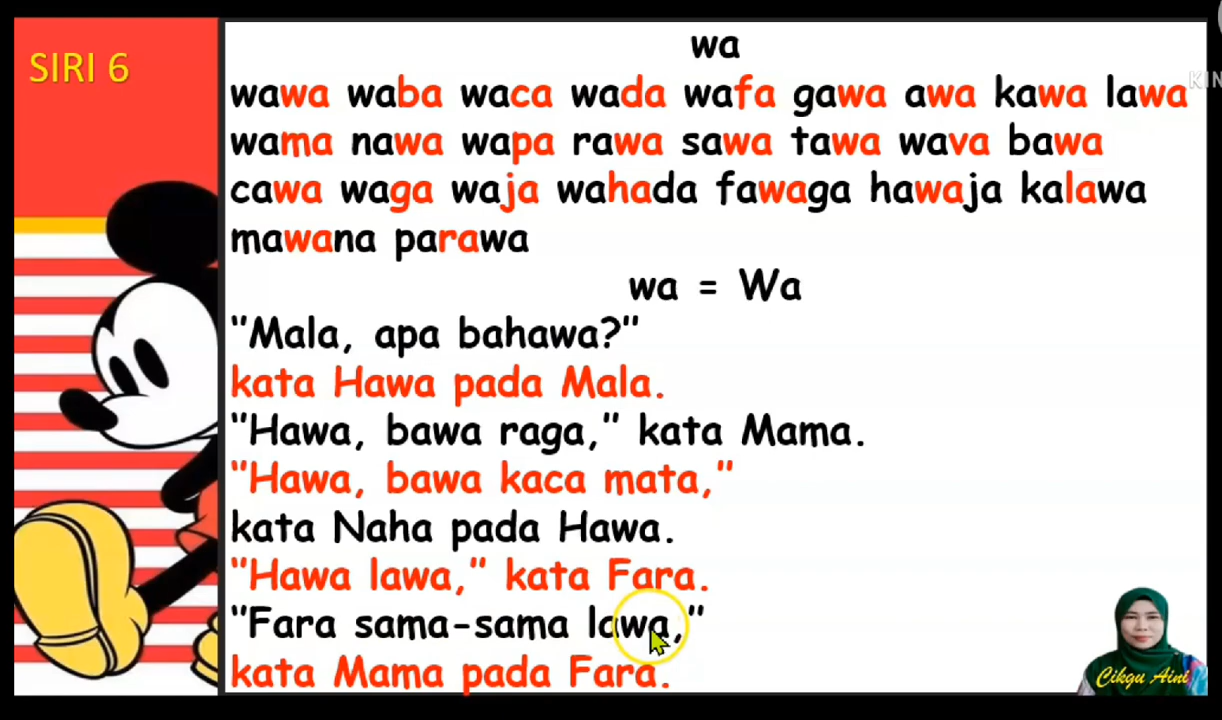 SIRI 6
wa
wawa waba waca wada wafa gawa awa kawa lawa
wama nawa wapa rawa sawa tawa wava bawa
cawa waga waja wahada fawaga hawaja kalawa
mawana parawa
wa = Wa
"Mala, apa bahawa?"
kata Hawa pada Mala.
"Hawa, bawa raga," kata Mama.
"Hawa, bawa kaca mata,"
kata Naha pada Hawa.
"Hawa lawa," kata Fara.
"Fara sama-sama lawa,"
kata Mama pada Fara.
Cikgu Aini